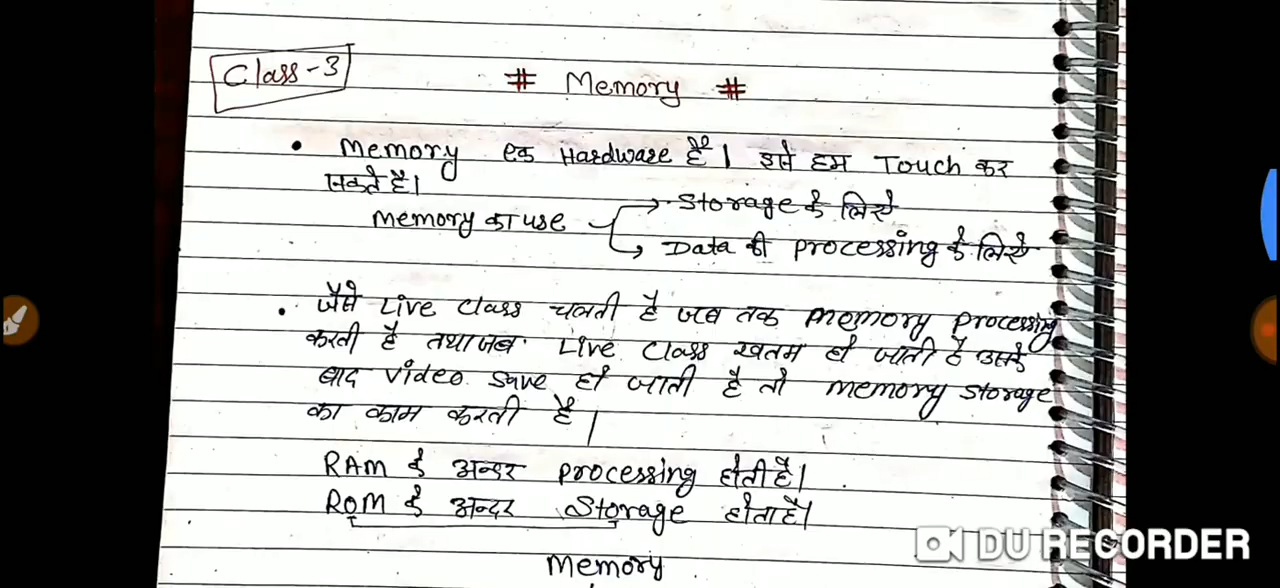 Class-3
# Memory #
• Memory एक Hardware है। इसे हम Touch कर
सकते है।
Memory का use → Storage के लिए
→ Data की processing के लिए
• जैसे Live class चलती है जब तक memory processing
करती है तथा जब Live class खतम हो जाती है उसके
बाद video save हो जाती है तो memory storage
का काम करती है।
RAM के अन्दर processing होती है।
ROM के अन्दर Storage होता है।
Memory
DU RECORDER